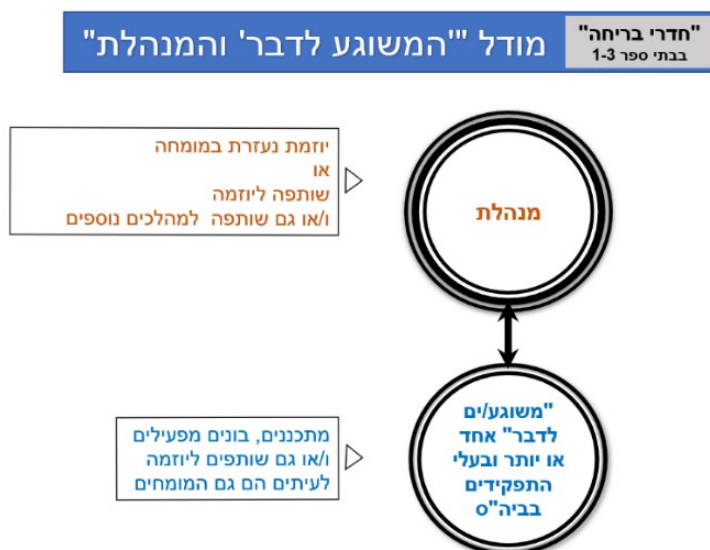 "חדרי בריחה"
בבתי ספר 1-3
מודל "'המשוגע לדבר' והמנהלת"
יוזמת נעזרת במומחה
או
שותפה ליוזמה
ו/או גם שותפה למהלכים נוספים
מנהלת
"משוגע/ים
לדבר" אחד
או יותר ובעלי
התפקידים
בביה"ס
מתכננים, בונים מפעילים
ו/או גם שותפים ליוזמה
לעיתים הם גם המומחים